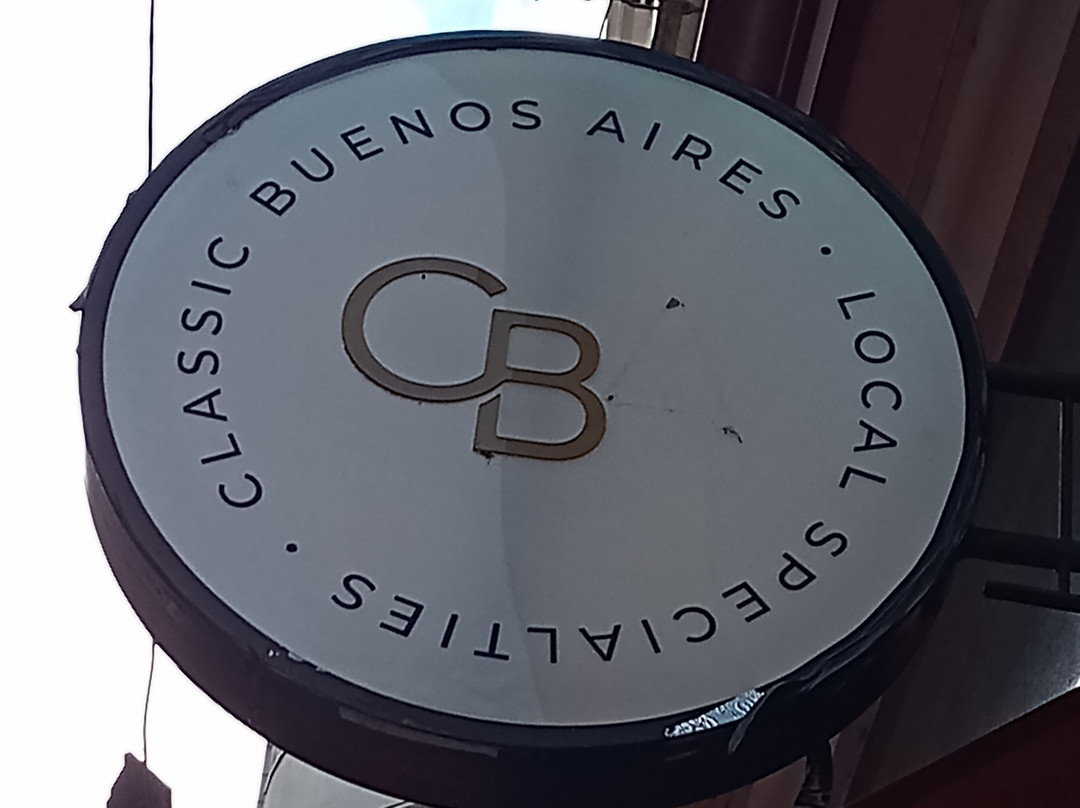 CLASSIC BUENOS AIRES · LOCAL SPECIALTIES ·
CB